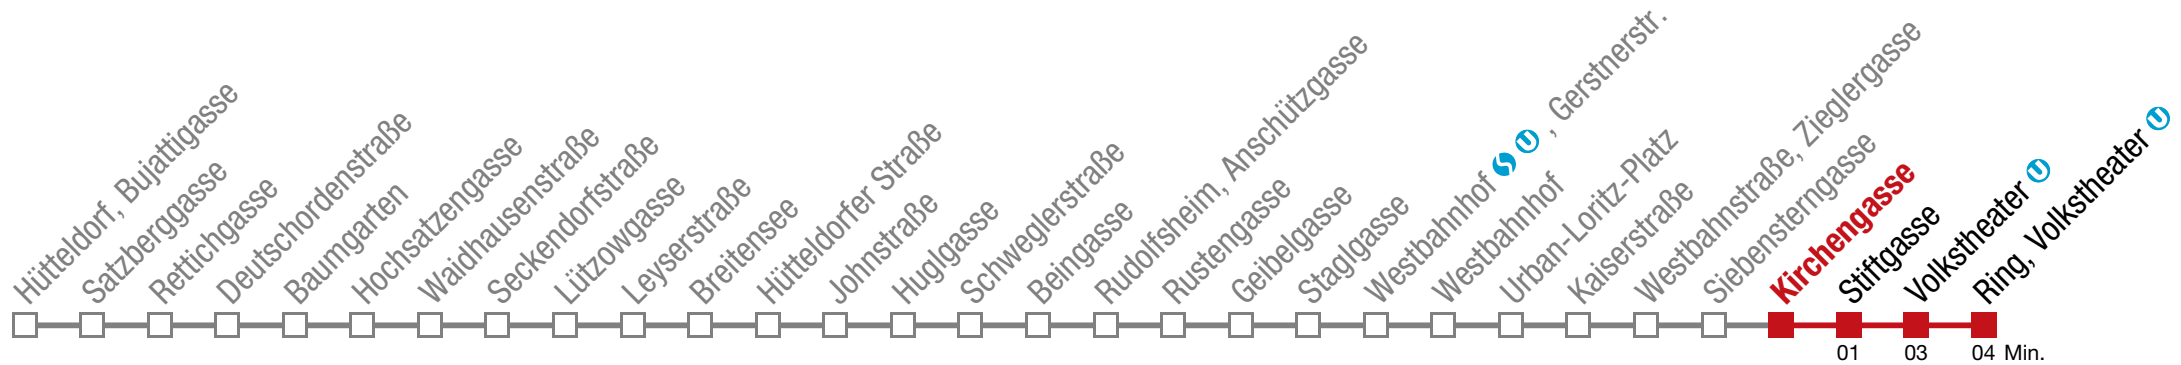 Hütteldorf, Bujattigasse
Satzberggasse
Rettichgasse
Deutschordenstraße
Baumgarten
Hochsatzengasse
Waidhausenstraße
Seckendorfstraße
Lützowgasse
Leyserstraße
Breitensee
Hütteldorfer Straße
Johnstraße
Huglgasse
Schweglerstraße
Beingasse
Rudolfsheim, Anschützgasse
Rustengasse
Geibelgasse
Staglgasse
Westbahnhof S U , Gerstnerstr.
Westbahnhof
Urban-Loritz-Platz
Kaiserstraße
Westbahnstraße, Zieglergasse
Siebensterngasse
Kirchengasse
Stiftgasse
Volkstheater U
Ring, Volkstheater U
01 03 04 Min.